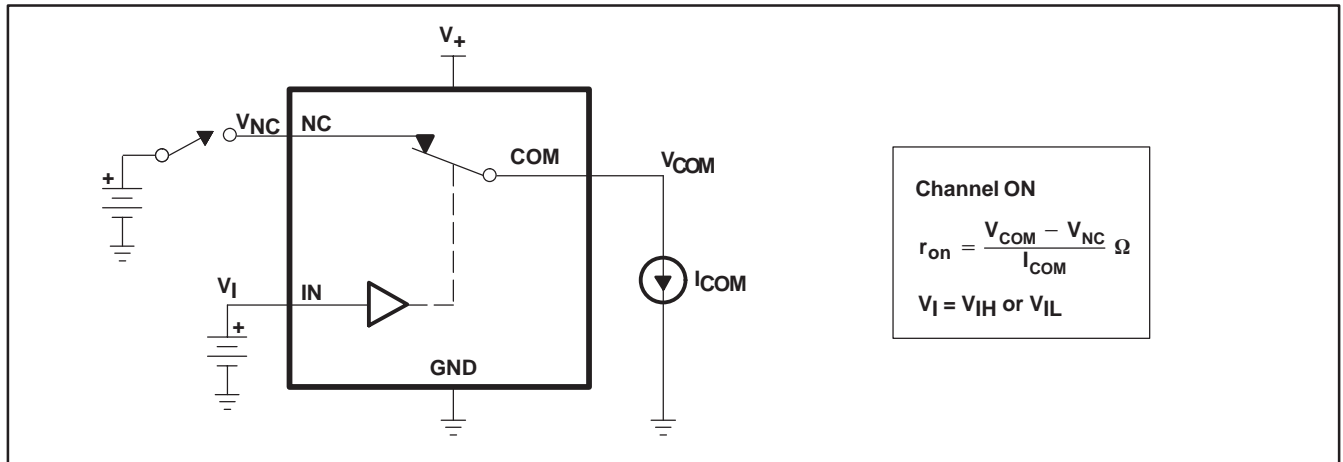 V+
VNC NC
COM
VCOM
+
ICOM
VI IN
+
GND
Channel ON
ron = VCOM − VNC / ICOM Ω
VI = VIH or VIL